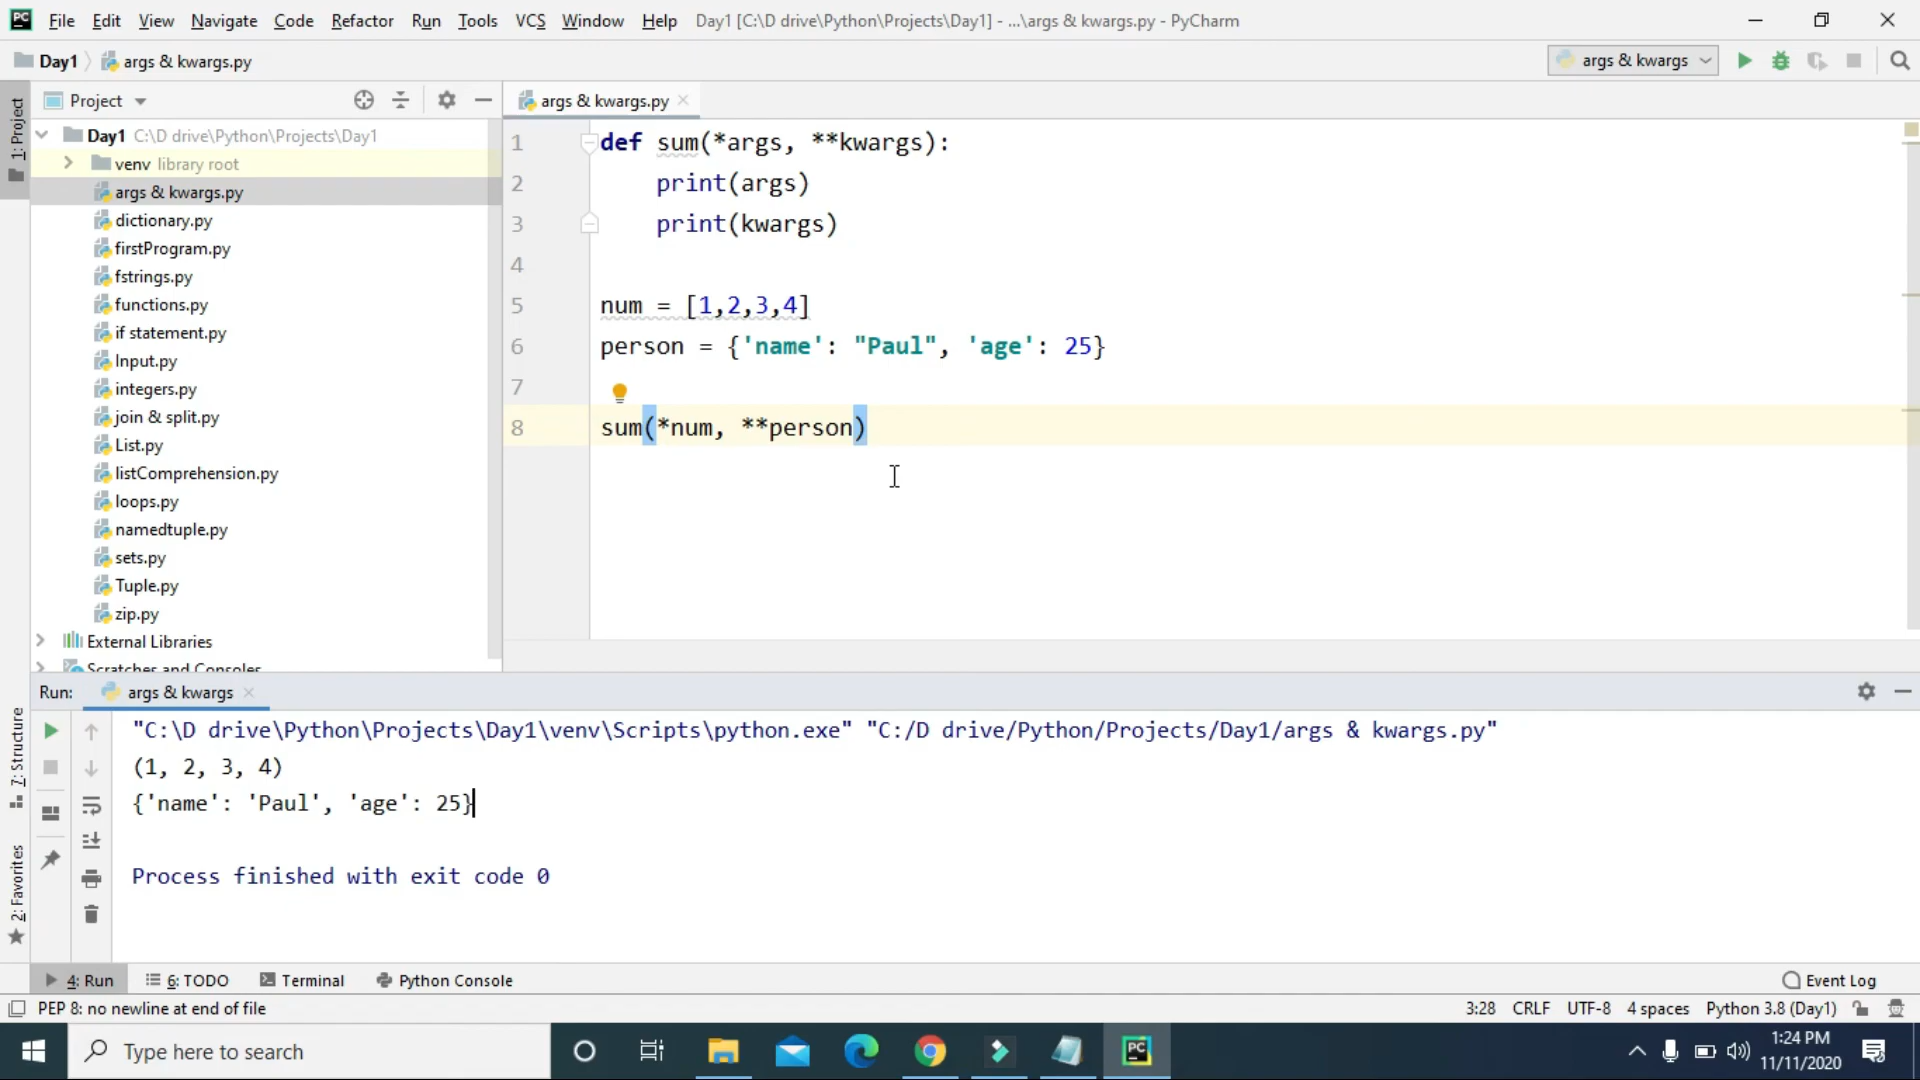 PC File Edit View Navigate Code Refactor Run Tools VCS Window Help Day1 [C:\D drive\Python\Projects\Day1] - ...\args & kwargs.py - PyCharm
Day1 args & kwargs.py args & kwargs
1: Project
Project
args & kwargs.py
Day1 C:\D drive\Python\Projects\Day1
venv library root
args & kwargs.py
dictionary.py
firstProgram.py
fstrings.py
functions.py
if statement.py
Input.py
integers.py
join & split.py
List.py
listComprehension.py
loops.py
namedtuple.py
sets.py
Tuple.py
zip.py
External Libraries
Scratches and Consoles
1 def sum(*args, **kwargs):
2 print(args)
3 print(kwargs)
4
5 num = [1,2,3,4]
6 person = {'name': "Paul", 'age': 25}
7
8 sum(*num, **person)
Run: args & kwargs
7: Structure
2: Favorites
"C:\D drive\Python\Projects\Day1\venv\Scripts\python.exe" "C:/D drive/Python/Projects/Day1/args & kwargs.py"
(1, 2, 3, 4)
{'name': 'Paul', 'age': 25}
Process finished with exit code 0
4: Run 6: TODO Terminal Python Console Event Log
PEP 8: no newline at end of file 3:28 CRLF UTF-8 4 spaces Python 3.8 (Day1)
Type here to search PC 1:24 PM
11/11/2020